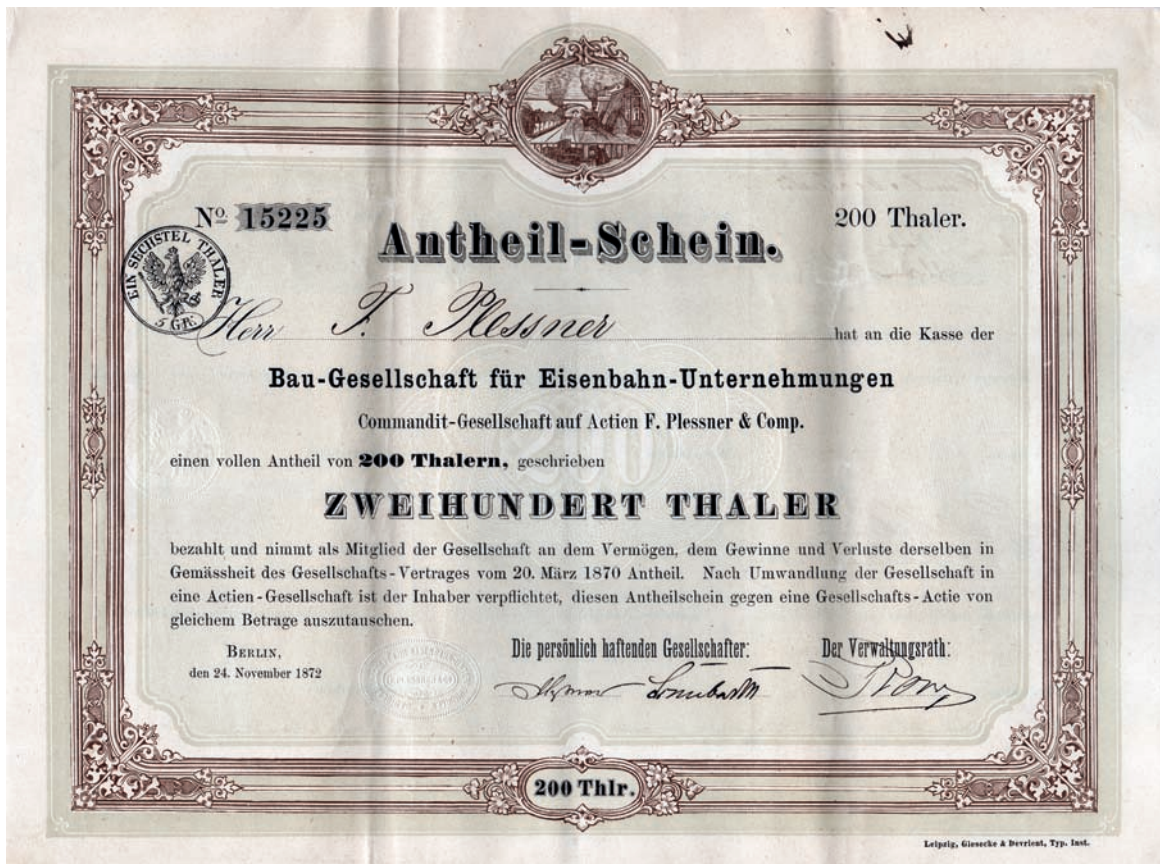 No. 15225
Antheil-Schein.
200 Thaler.
EIN SECHSTEL THALER
5 GR.
Herr F. Plessner hat an die Kasse der
Bau-Gesellschaft für Eisenbahn-Unternehmungen
Commandit-Gesellschaft auf Actien F. Plessner & Comp.
einen vollen Antheil von 200 Thalern, geschrieben
200
ZWEIHUNDERT THALER
bezahlt und nimmt als Mitglied der Gesellschaft an dem Vermögen, dem Gewinne und Verluste derselben in
Gemässheit des Gesellschafts-Vertrages vom 20. März 1870 Antheil. Nach Umwandlung der Gesellschaft in
eine Actien-Gesellschaft ist der Inhaber verpflichtet, diesen Antheilschein gegen eine Gesellschafts-Actie von
gleichem Betrage auszutauschen.
BERLIN,
den 24. November 1872
Die persönlich haftenden Gesellschafter:
Der Verwaltungsrath:
200 Thlr.
Leipzig, Giesecke & Devrient, Typ. Inst.